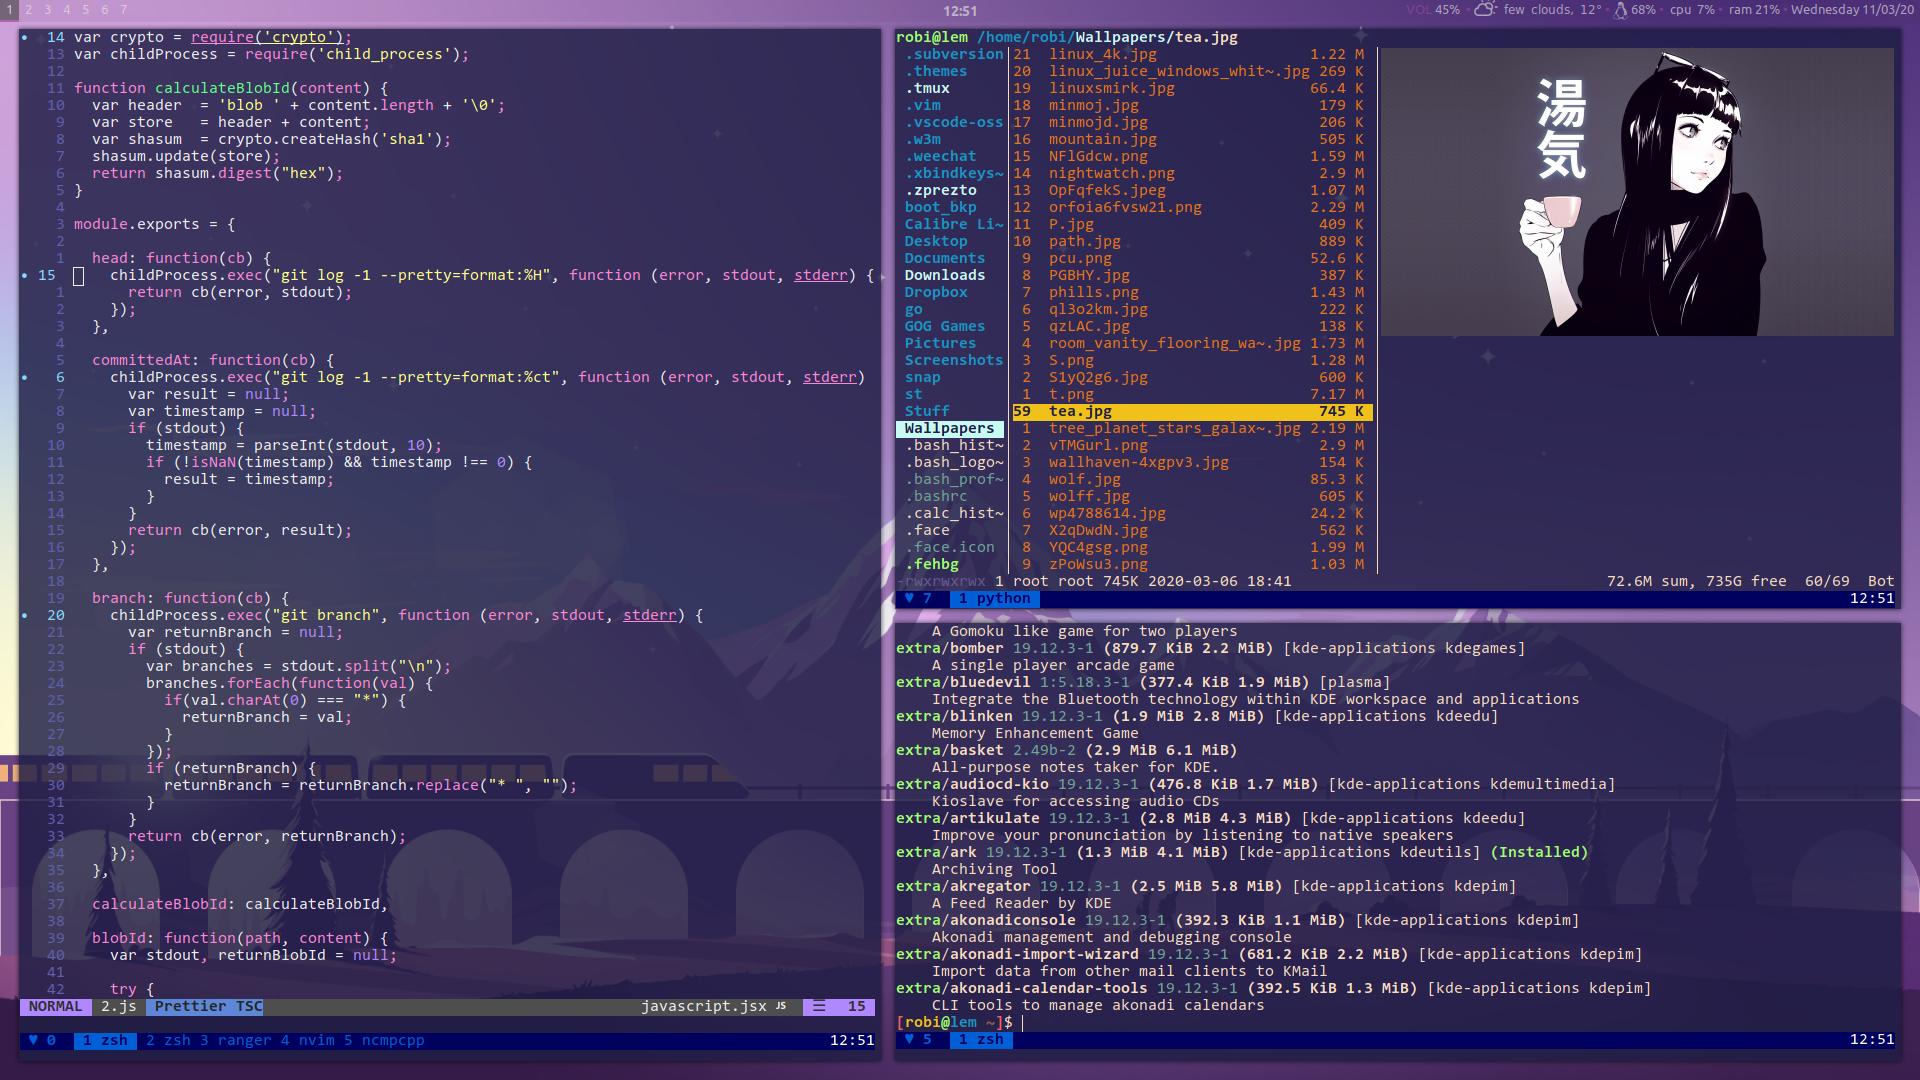 1 2 3 4 5 6 7
12:51
VOL 45% • few clouds, 12° • 68% • cpu 7% • ram 21% • Wednesday 11/03/20
• 14 var crypto = require('crypto');
13 var childProcess = require('child_process');
12
11 function calculateBlobId(content) {
10 var header  = 'blob ' + content.length + '\0';
9 var store   = header + content;
8 var shasum  = crypto.createHash('sha1');
7 shasum.update(store);
6 return shasum.digest("hex");
5 }
4
3 module.exports = {
2
1 head: function(cb) {
• 15 childProcess.exec("git log -1 --pretty=format:%H", function (error, stdout, stderr) {
1 return cb(error, stdout);
2 });
3 },
4
5 committedAt: function(cb) {
• 6 childProcess.exec("git log -1 --pretty=format:%ct", function (error, stdout, stderr)
7 var result = null;
8 var timestamp = null;
9 if (stdout) {
10 timestamp = parseInt(stdout, 10);
11 if (!isNaN(timestamp) && timestamp !== 0) {
12 result = timestamp;
13 }
14 }
15 return cb(error, result);
16 });
17 },
18
19 branch: function(cb) {
• 20 childProcess.exec("git branch", function (error, stdout, stderr) {
21 var returnBranch = null;
22 if (stdout) {
23 var branches = stdout.split("\n");
24 branches.forEach(function(val) {
25 if(val.charAt(0) === "*") {
26 returnBranch = val;
27 }
28 });
29 if (returnBranch) {
30 returnBranch = returnBranch.replace("* ", "");
31 }
32 }
33 return cb(error, returnBranch);
34 });
35 },
36
37 calculateBlobId: calculateBlobId,
38
39 blobId: function(path, content) {
40 var stdout, returnBlobId = null;
41
42 try {
NORMAL 2.js Prettier TSC javascript.jsx JS ☰ 15
♥ 0 1 zsh 2 zsh 3 ranger 4 nvim 5 ncmpcpp 12:51
robi@lem /home/robi/Wallpapers/tea.jpg
.subversion 21 linux_4k.jpg 1.22 M
.themes 20 linux_juice_windows_whit~.jpg 269 K
.tmux 19 linuxsmirk.jpg 66.4 K
.vim 18 minmoj.jpg 179 K
.vscode-oss 17 minmojd.jpg 206 K
.w3m 16 mountain.jpg 505 K
.weechat 15 NFlGdcw.png 1.59 M
.xbindkeys~ 14 nightwatch.png 2.9 M
.zprezto 13 OpFqfekS.jpeg 1.07 M
boot_bkp 12 orfoia6fvsw21.png 2.29 M
Calibre Li~ 11 P.jpg 409 K
Desktop 10 path.jpg 889 K
Documents 9 pcu.png 52.6 K
Downloads 8 PGBHY.jpg 387 K
Dropbox 7 phills.png 1.43 M
go 6 ql3o2km.jpg 222 K
GOG Games 5 qzLAC.jpg 138 K
Pictures 4 room_vanity_flooring_wa~.jpg 1.73 M
Screenshots 3 S.png 1.28 M
snap 2 S1yQ2g6.jpg 600 K
st 1 t.png 7.17 M
Stuff 59 tea.jpg 745 K
Wallpapers 1 tree_planet_stars_galax~.jpg 2.19 M
.bash_hist~ 2 vTMGurl.png 2.9 M
.bash_logo~ 3 wallhaven-4xgpv3.jpg 154 K
.bash_prof~ 4 wolf.jpg 85.3 K
.bashrc 5 wolff.jpg 605 K
.calc_hist~ 6 wp4788614.jpg 24.2 K
.face 7 X2qDwdN.jpg 562 K
.face.icon 8 YQC4gsg.png 1.99 M
.fehbg 9 zPoWsu3.png 1.03 M
湯気
-rwxrwxrwx 1 root root 745K 2020-03-06 18:41 72.6M sum, 735G free 60/69 Bot
♥ 7 1 python 12:51
A Gomoku like game for two players
extra/bomber 19.12.3-1 (879.7 KiB 2.2 MiB) [kde-applications kdegames]
A single player arcade game
extra/bluedevil 1:5.18.3-1 (377.4 KiB 1.9 MiB) [plasma]
Integrate the Bluetooth technology within KDE workspace and applications
extra/blinken 19.12.3-1 (1.9 MiB 2.8 MiB) [kde-applications kdeedu]
Memory Enhancement Game
extra/basket 2.49b-2 (2.9 MiB 6.1 MiB)
All-purpose notes taker for KDE.
extra/audiocd-kio 19.12.3-1 (476.8 KiB 1.7 MiB) [kde-applications kdemultimedia]
Kioslave for accessing audio CDs
extra/artikulate 19.12.3-1 (2.8 MiB 4.3 MiB) [kde-applications kdeedu]
Improve your pronunciation by listening to native speakers
extra/ark 19.12.3-1 (1.3 MiB 4.1 MiB) [kde-applications kdeutils] (Installed)
Archiving Tool
extra/akregator 19.12.3-1 (2.5 MiB 5.8 MiB) [kde-applications kdepim]
A Feed Reader by KDE
extra/akonadiconsole 19.12.3-1 (392.3 KiB 1.1 MiB) [kde-applications kdepim]
Akonadi management and debugging console
extra/akonadi-import-wizard 19.12.3-1 (681.2 KiB 2.2 MiB) [kde-applications kdepim]
Import data from other mail clients to KMail
extra/akonadi-calendar-tools 19.12.3-1 (392.5 KiB 1.3 MiB) [kde-applications kdepim]
CLI tools to manage akonadi calendars
[robi@lem ~]$
♥ 5 1 zsh 12:51